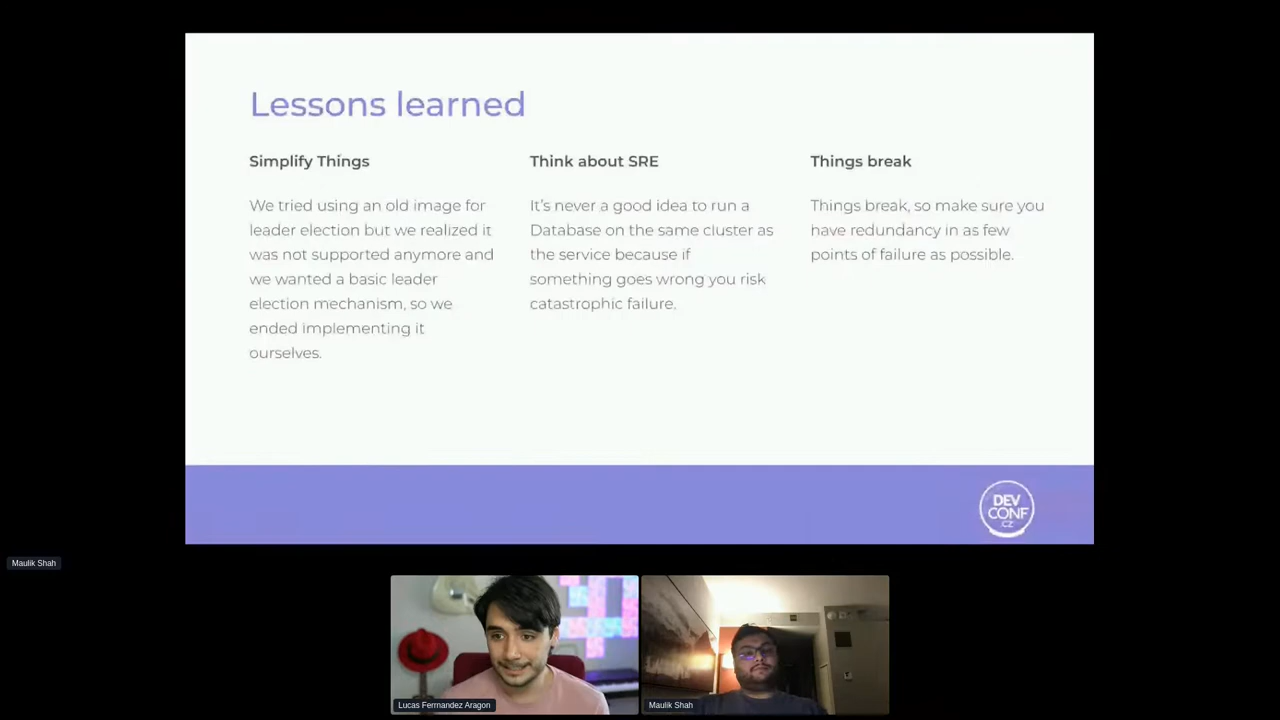 Lessons learned
Simplify Things
We tried using an old image for
leader election but we realized it
was not supported anymore and
we wanted a basic leader
election mechanism, so we
ended implementing it
ourselves.
Think about SRE
It's never a good idea to run a
Database on the same cluster as
the service because if
something goes wrong you risk
catastrophic failure.
Things break
Things break, so make sure you
have redundancy in as few
points of failure as possible.
DEV
CONF
.CZ
Maulik Shah
Lucas Fermandez Aragon
Maulik Shah